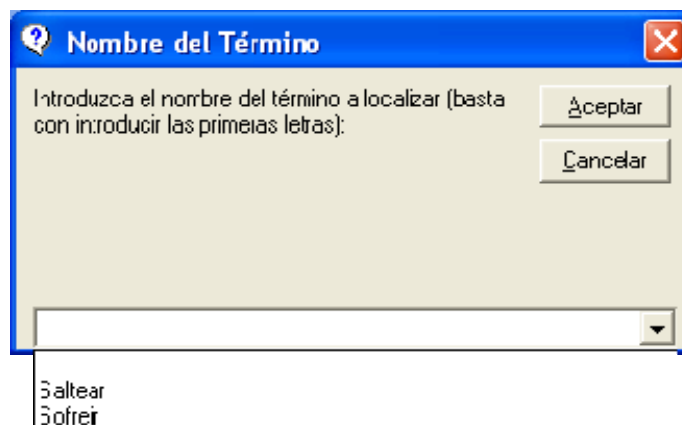 Nombre del Término
Introduzca el nombre del término a localizar (basta
con introducir las primeras letras):
Aceptar
Cancelar
Saltear
Sofreir